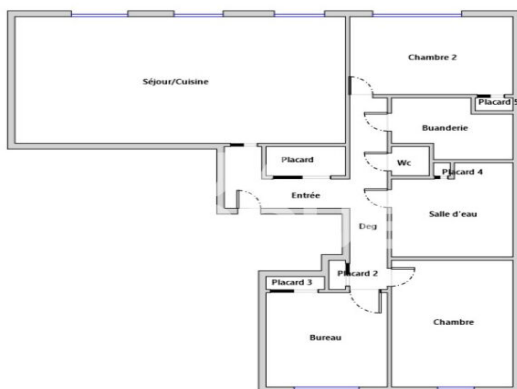 Chambre 2
Séjour/Cuisine
Placard 5
Buanderie
Placard
Wc
Placard 4
Entrée
Salle d'eau
Deg
Placard 2
Placard 3
Chambre
Bureau